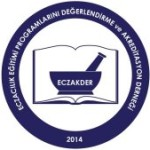 ECZACILIK EĞİTİMİ PROGRAMLARINI DEĞERLENDİRME ve AKREDİTASYON DERNEĞİ
ECZAKDER
2014